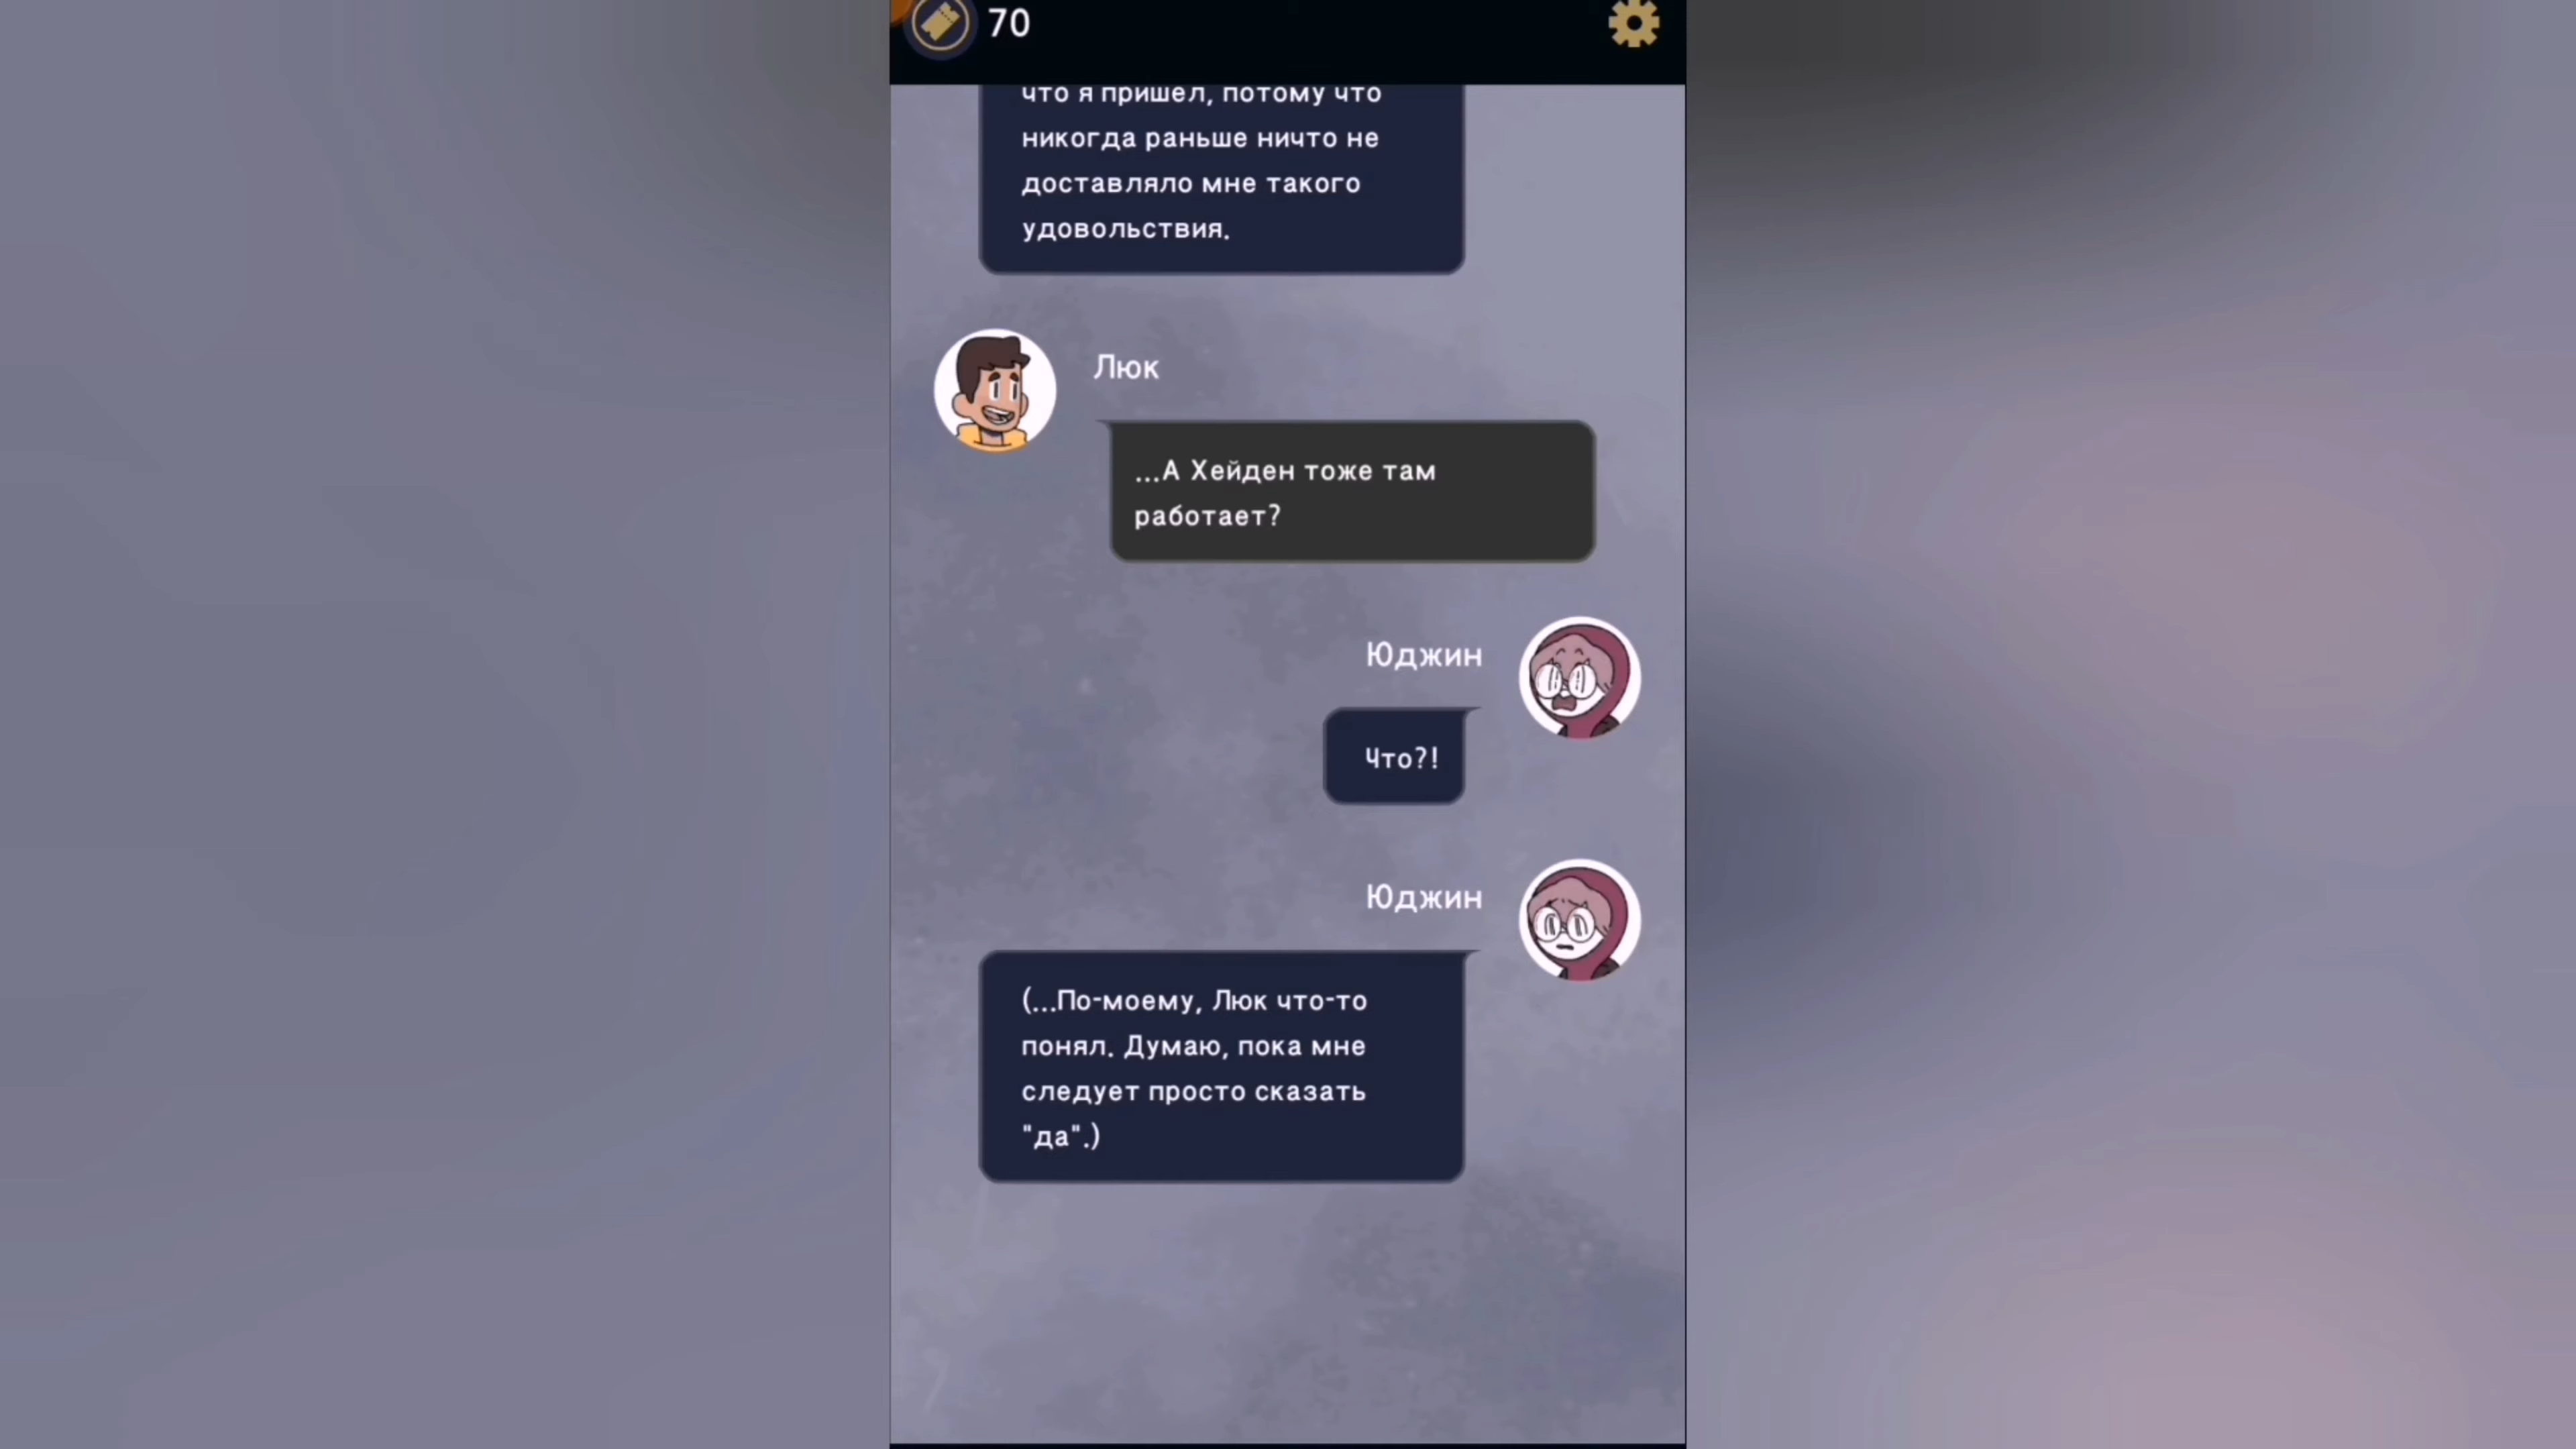 70
что я пришел, потому что
никогда раньше ничто не
доставляло мне такого
удовольствия.
Люк
...А Хейден тоже там
работает?
Юджин
Что?!
Юджин
(...По-моему, Люк что-то
понял. Думаю, пока мне
следует просто сказать
"да".)